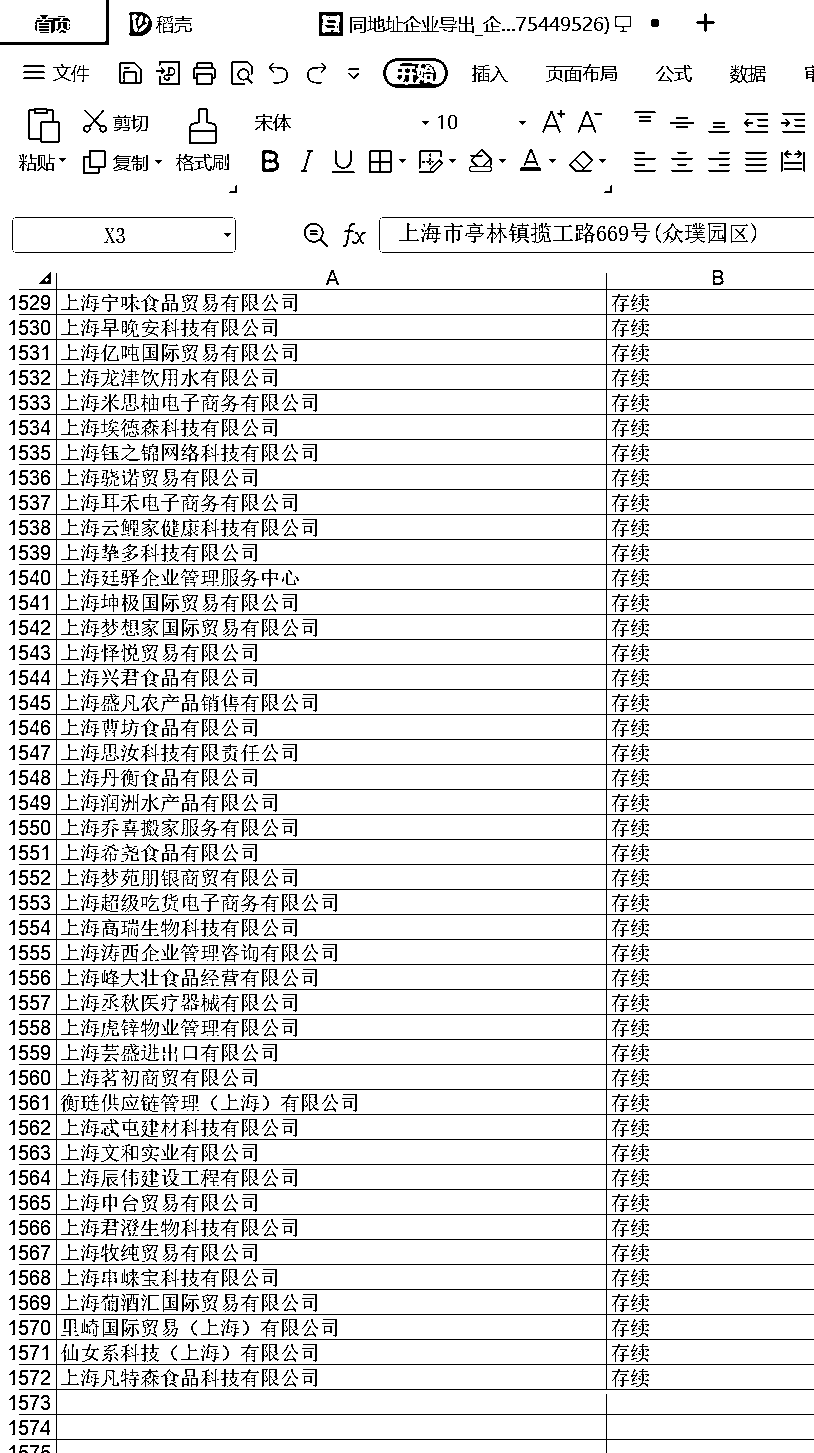 首页 稻壳 同地址企业导出_企...75449526) +
文件 开始 插入 页面布局 公式 数据
剪切 宋体 10 A+ A-
粘贴 复制 格式刷 B I U A
X3 fx 上海市亭林镇揽工路669号(众璞园区)
A B
1529 上海宁味食品贸易有限公司 存续
1530 上海早晚安科技有限公司 存续
1531 上海亿吨国际贸易有限公司 存续
1532 上海龙津饮用水有限公司 存续
1533 上海米思柚电子商务有限公司 存续
1534 上海埃德森科技有限公司 存续
1535 上海钰之锦网络科技有限公司 存续
1536 上海骁诺贸易有限公司 存续
1537 上海耳禾电子商务有限公司 存续
1538 上海云鲤家健康科技有限公司 存续
1539 上海挚多科技有限公司 存续
1540 上海廷驿企业管理服务中心 存续
1541 上海坤极国际贸易有限公司 存续
1542 上海梦想家国际贸易有限公司 存续
1543 上海怿悦贸易有限公司 存续
1544 上海兴君食品有限公司 存续
1545 上海盛凡农产品销售有限公司 存续
1546 上海曹坊食品有限公司 存续
1547 上海思汝科技有限责任公司 存续
1548 上海丹衡食品有限公司 存续
1549 上海润洲水产品有限公司 存续
1550 上海乔喜搬家服务有限公司 存续
1551 上海希尧食品有限公司 存续
1552 上海梦苑朋银商贸有限公司 存续
1553 上海超级吃货电子商务有限公司 存续
1554 上海高瑞生物科技有限公司 存续
1555 上海涛西企业管理咨询有限公司 存续
1556 上海峰大壮食品经营有限公司 存续
1557 上海丞秋医疗器械有限公司 存续
1558 上海虎锌物业管理有限公司 存续
1559 上海芸盛进出口有限公司 存续
1560 上海茗初商贸有限公司 存续
1561 衡琏供应链管理（上海）有限公司 存续
1562 上海忒屯建材科技有限公司 存续
1563 上海文和实业有限公司 存续
1564 上海辰伟建设工程有限公司 存续
1565 上海申台贸易有限公司 存续
1566 上海君澄生物科技有限公司 存续
1567 上海牧纯贸易有限公司 存续
1568 上海串崃宝科技有限公司 存续
1569 上海葡酒汇国际贸易有限公司 存续
1570 里崎国际贸易（上海）有限公司 存续
1571 仙女系科技（上海）有限公司 存续
1572 上海凡特森食品科技有限公司 存续
1573
1574